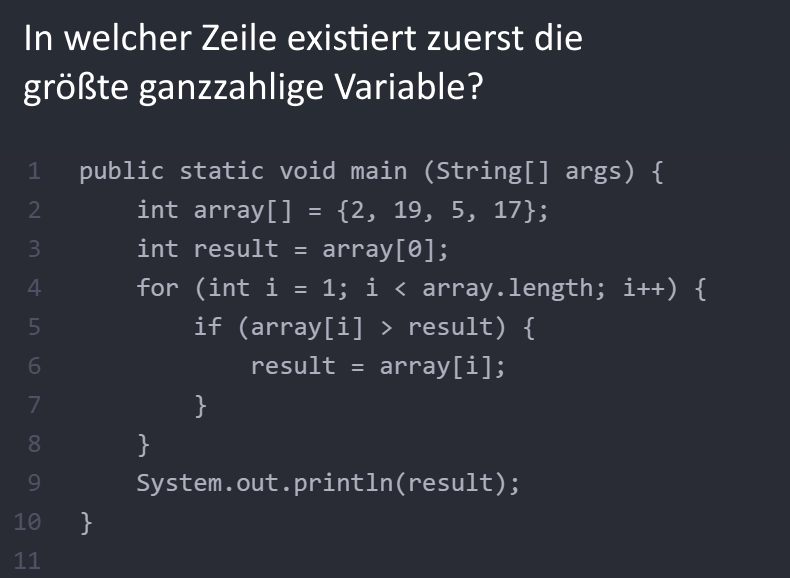 In welcher Zeile existiert zuerst die
größte ganzzahlige Variable?
1 public static void main (String[] args) {
2 int array[] = {2, 19, 5, 17};
3 int result = array[0];
4 for (int i = 1; i < array.length; i++) {
5 if (array[i] > result) {
6 result = array[i];
7 }
8 }
9 System.out.println(result);
10 }
11